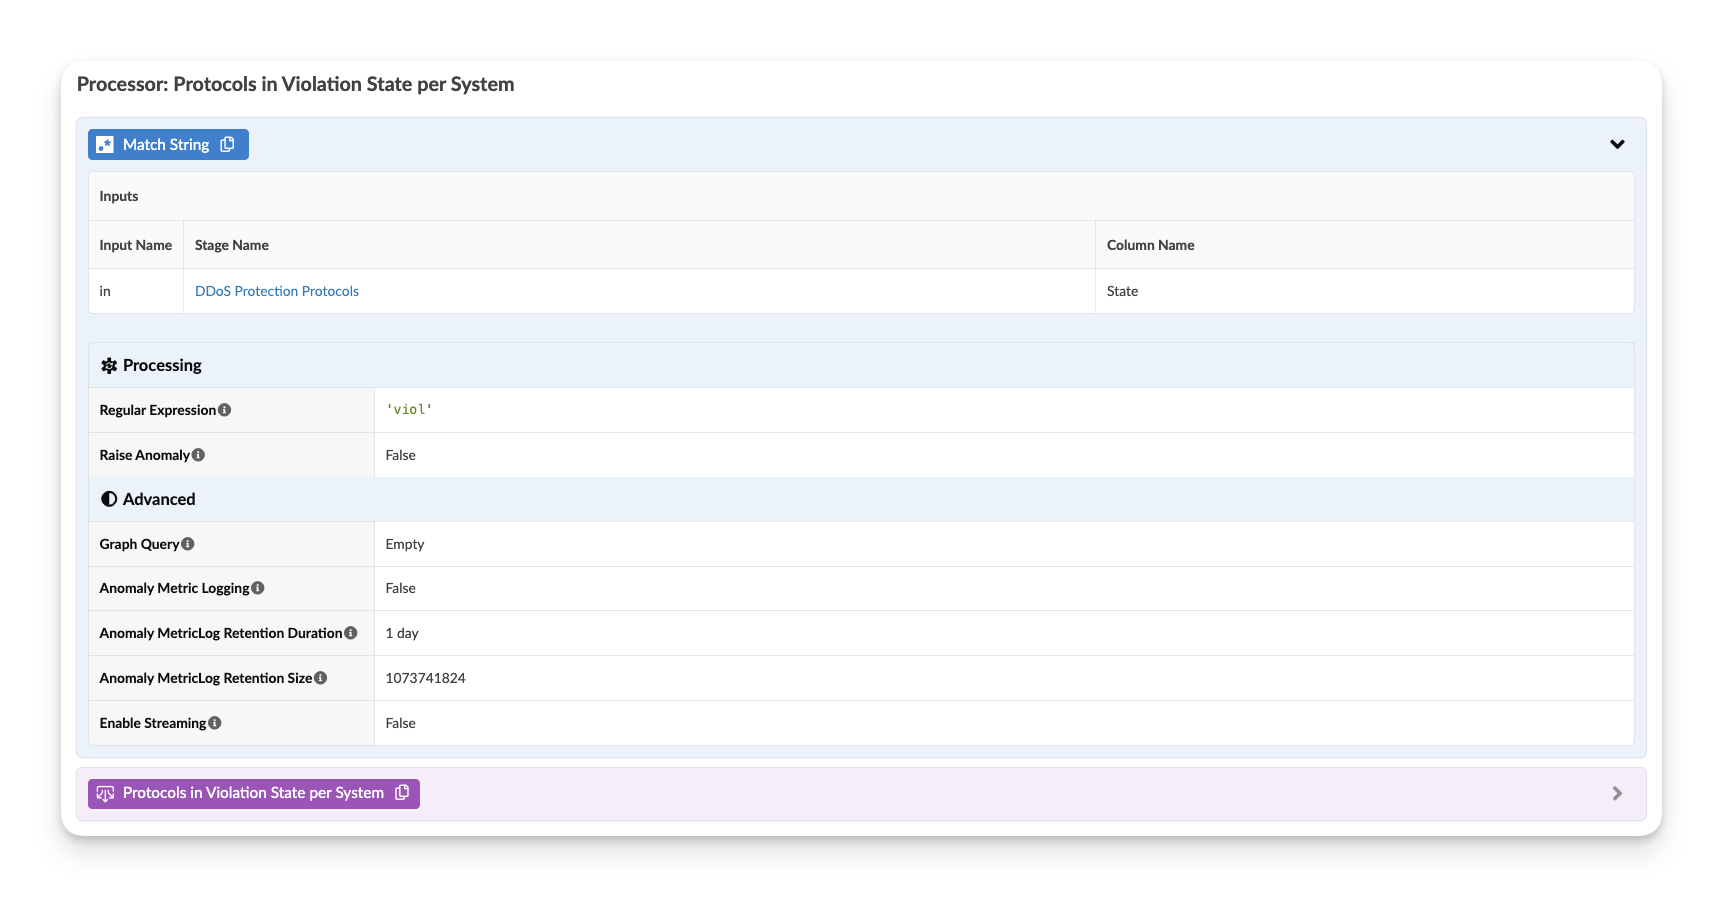 Processor: Protocols in Violation State per System
Match String
Inputs
Input Name Stage Name Column Name
in DDoS Protection Protocols State
Processing
Regular Expression 'viol'
Raise Anomaly False
Advanced
Graph Query Empty
Anomaly Metric Logging False
Anomaly MetricLog Retention Duration 1 day
Anomaly MetricLog Retention Size 1073741824
Enable Streaming False
Protocols in Violation State per System